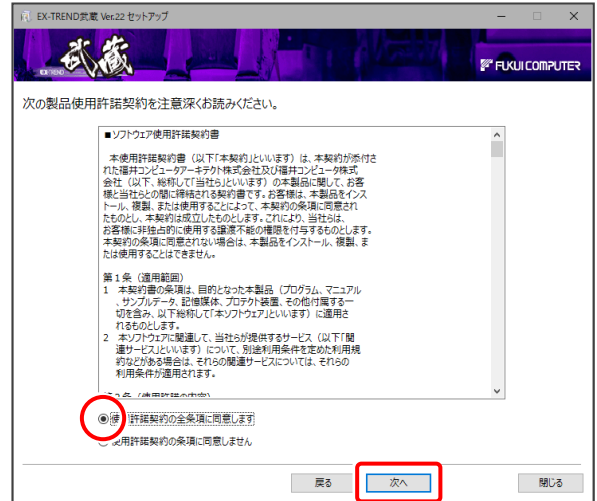 EX-TREND武蔵 Ver.22 セットアップ
EX-TREND 武蔵
FUKUI COMPUTER
次の製品使用許諾契約を注意深くお読みください。
■ソフトウェア使用許諾契約書
本使用許諾契約書（以下「本契約」といいます）は、本契約が添付さ
れた福井コンピュータアーキテクト株式会社及び福井コンピュータ株式
会社（以下、総称して「当社ら」といいます）の本製品に関して、お客
様と当社らとの間に締結される契約書です。お客様は、本製品をインス
トール、複製、または使用することによって、本契約の条項に同意され
たものとし、本契約は成立したものとします。これにより、当社らは、
お客様に非独占的に使用する譲渡不能の権限を付与するものとします。
本契約の条項に同意されない場合は、本製品をインストール、複製、ま
たは使用することはできません。
第１条（適用範囲）
1 本契約書の条項は、目的となった本製品（プログラム、マニュアル
、サンプルデータ、記憶媒体、プロテクト装置、その他付属する一
切を含み、以下総称して「本ソフトウェア」といいます）に適用さ
れるものとします。
2 本ソフトウェアに関連して、当社らが提供するサービス（以下「関
連サービス」といいます）について、別途利用条件を定めた利用規
約などがある場合は、それらの関連サービスについては、それらの
利用条件が適用されます。
使用許諾契約の全条項に同意します
使用許諾契約の条項に同意しません
戻る 次へ 閉じる